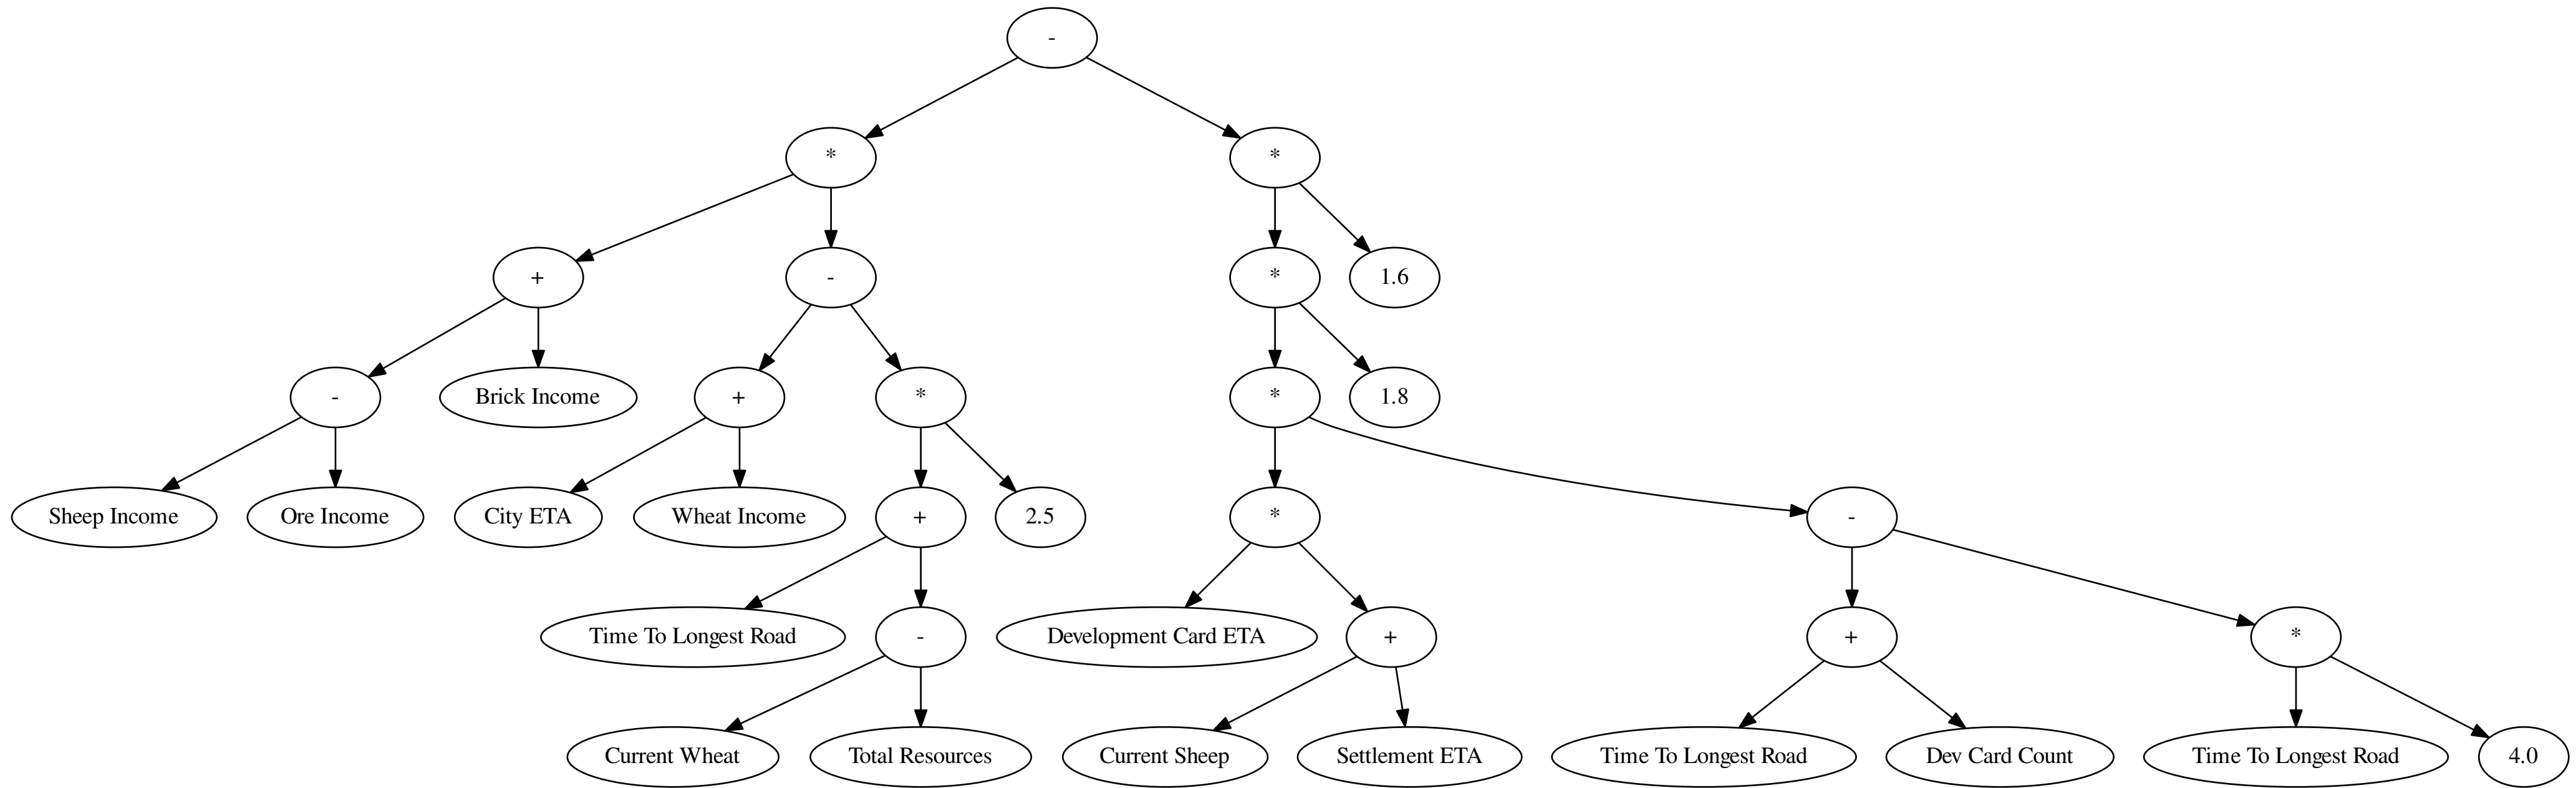 -
* *
+ - * 1.6
- Brick Income + * * 1.8
Sheep Income Ore Income City ETA Wheat Income + 2.5 * -
Time To Longest Road - Development Card ETA + + *
Current Wheat Total Resources Current Sheep Settlement ETA Time To Longest Road Dev Card Count Time To Longest Road 4.0